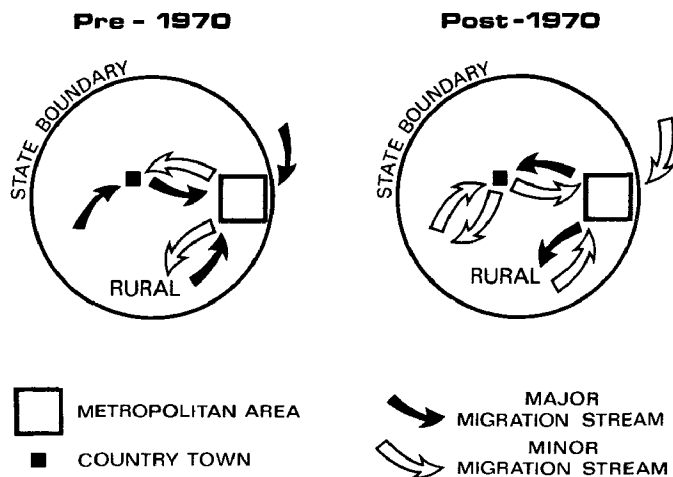 Pre - 1970
Post-1970
STATE BOUNDARY
RURAL
STATE BOUNDARY
RURAL
METROPOLITAN AREA
COUNTRY TOWN
MAJOR
MIGRATION STREAM
MINOR
MIGRATION STREAM